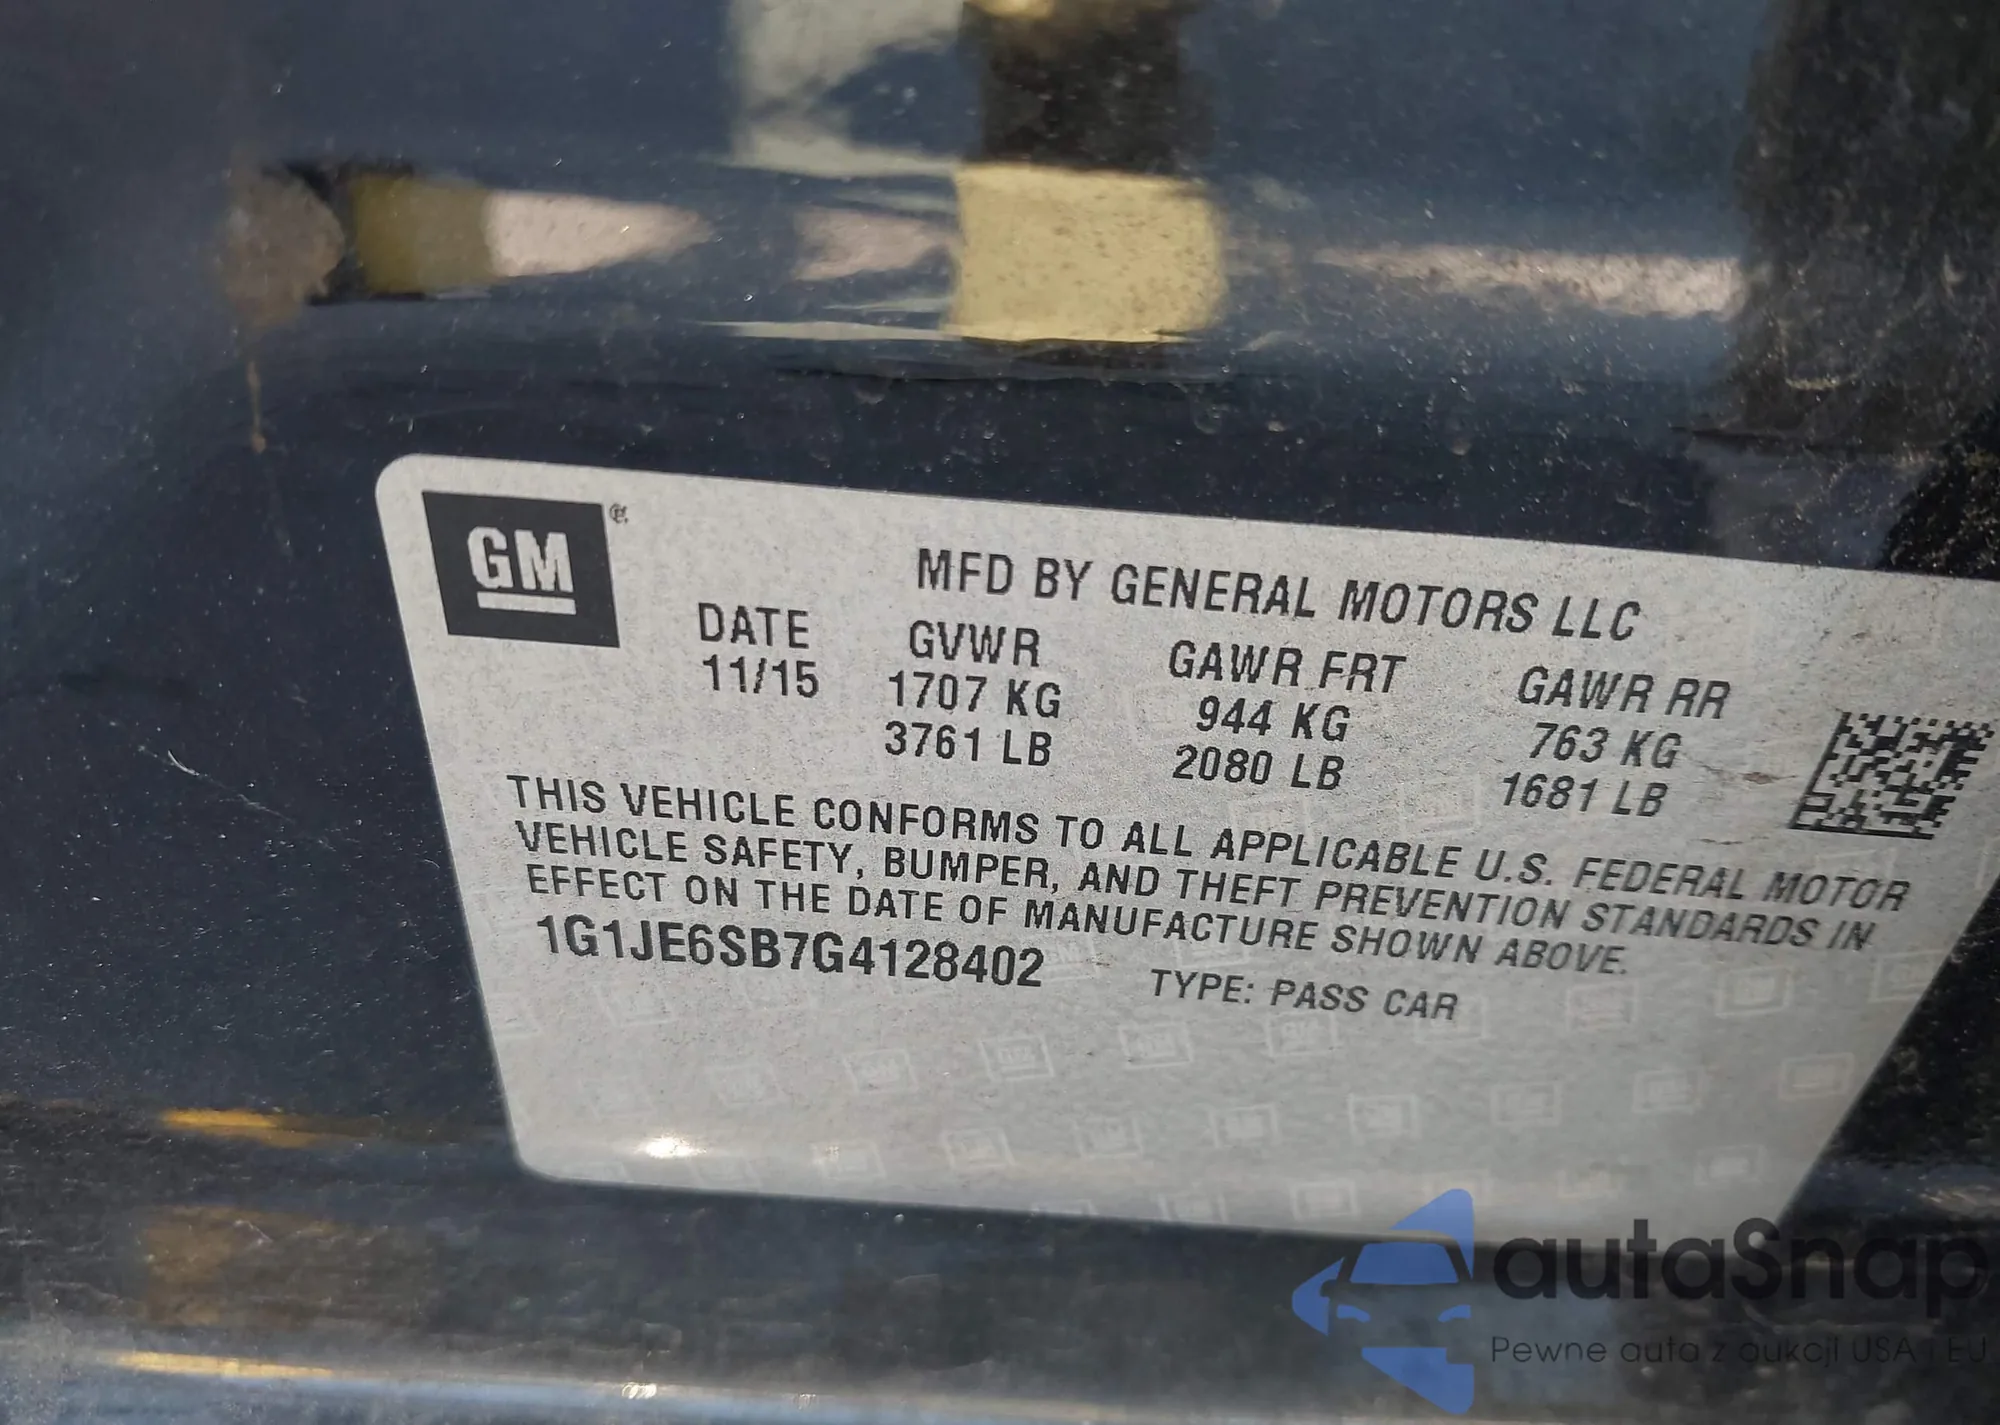 GM
MFD BY GENERAL MOTORS LLC
DATE GVWR GAWR FRT GAWR RR
11/15 1707 KG 944 KG 763 KG
3761 LB 2080 LB 1681 LB
THIS VEHICLE CONFORMS TO ALL APPLICABLE U.S. FEDERAL MOTOR
VEHICLE SAFETY, BUMPER, AND THEFT PREVENTION STANDARDS IN
EFFECT ON THE DATE OF MANUFACTURE SHOWN ABOVE.
1G1JE6SB7G4128402 TYPE: PASS CAR
autaSnap
Pewne auta z aukcji USA i EU